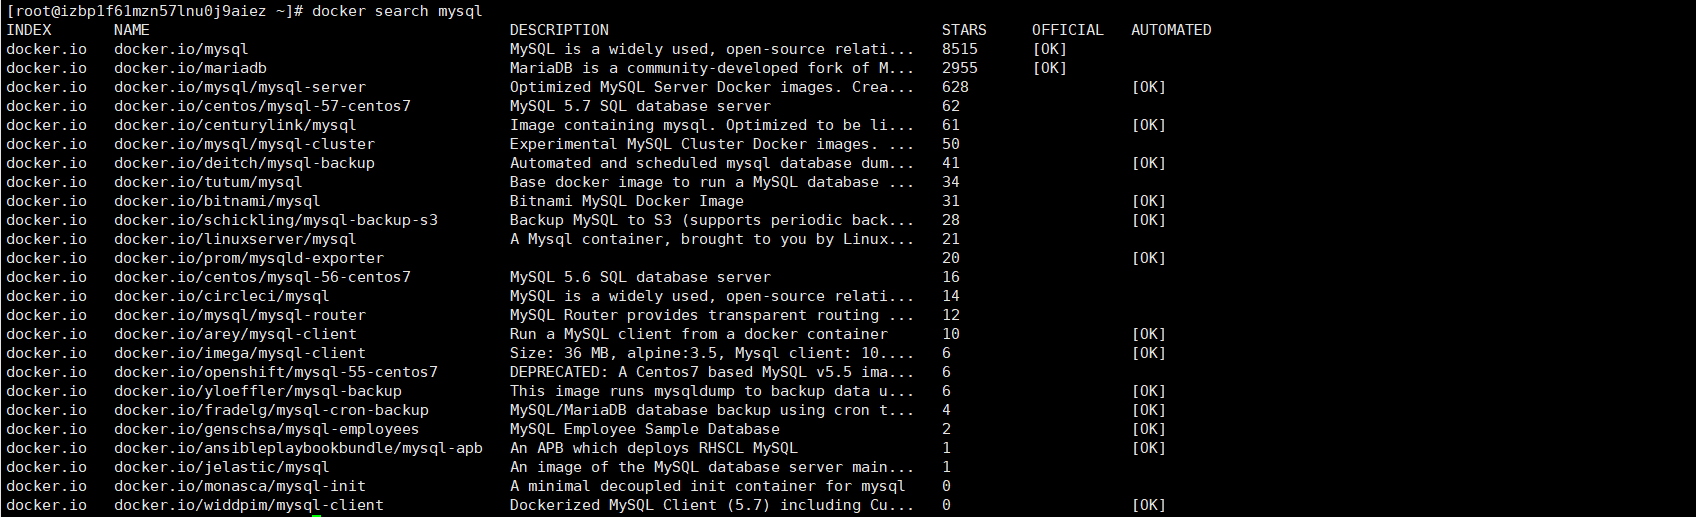 [root@izbp1f61mzn57lnu0j9aiez ~]# docker search mysql
INDEX NAME DESCRIPTION STARS OFFICIAL AUTOMATED
docker.io docker.io/mysql MySQL is a widely used, open-source relati... 8515 [OK]
docker.io docker.io/mariadb MariaDB is a community-developed fork of M... 2955 [OK]
docker.io docker.io/mysql/mysql-server Optimized MySQL Server Docker images. Crea... 628 [OK]
docker.io docker.io/centos/mysql-57-centos7 MySQL 5.7 SQL database server 62
docker.io docker.io/centurylink/mysql Image containing mysql. Optimized to be li... 61 [OK]
docker.io docker.io/mysql/mysql-cluster Experimental MySQL Cluster Docker images. ... 50
docker.io docker.io/deitch/mysql-backup Automated and scheduled mysql database dum... 41 [OK]
docker.io docker.io/tutum/mysql Base docker image to run a MySQL database ... 34
docker.io docker.io/bitnami/mysql Bitnami MySQL Docker Image 31 [OK]
docker.io docker.io/schickling/mysql-backup-s3 Backup MySQL to S3 (supports periodic back... 28 [OK]
docker.io docker.io/linuxserver/mysql A Mysql container, brought to you by Linux... 21
docker.io docker.io/prom/mysqld-exporter 20 [OK]
docker.io docker.io/centos/mysql-56-centos7 MySQL 5.6 SQL database server 16
docker.io docker.io/circleci/mysql MySQL is a widely used, open-source relati... 14
docker.io docker.io/mysql/mysql-router MySQL Router provides transparent routing ... 12
docker.io docker.io/arey/mysql-client Run a MySQL client from a docker container 10 [OK]
docker.io docker.io/imega/mysql-client Size: 36 MB, alpine:3.5, Mysql client: 10.... 6 [OK]
docker.io docker.io/openshift/mysql-55-centos7 DEPRECATED: A Centos7 based MySQL v5.5 ima... 6
docker.io docker.io/yloeffler/mysql-backup This image runs mysqldump to backup data u... 6 [OK]
docker.io docker.io/fradelg/mysql-cron-backup MySQL/MariaDB database backup using cron t... 4 [OK]
docker.io docker.io/genschsa/mysql-employees MySQL Employee Sample Database 2 [OK]
docker.io docker.io/ansibleplaybookbundle/mysql-apb An APB which deploys RHSCL MySQL 1 [OK]
docker.io docker.io/jelastic/mysql An image of the MySQL database server main... 1
docker.io docker.io/monasca/mysql-init A minimal decoupled init container for mysql 0
docker.io docker.io/widdpim/mysql-client Dockerized MySQL Client (5.7) including Cu... 0 [OK]